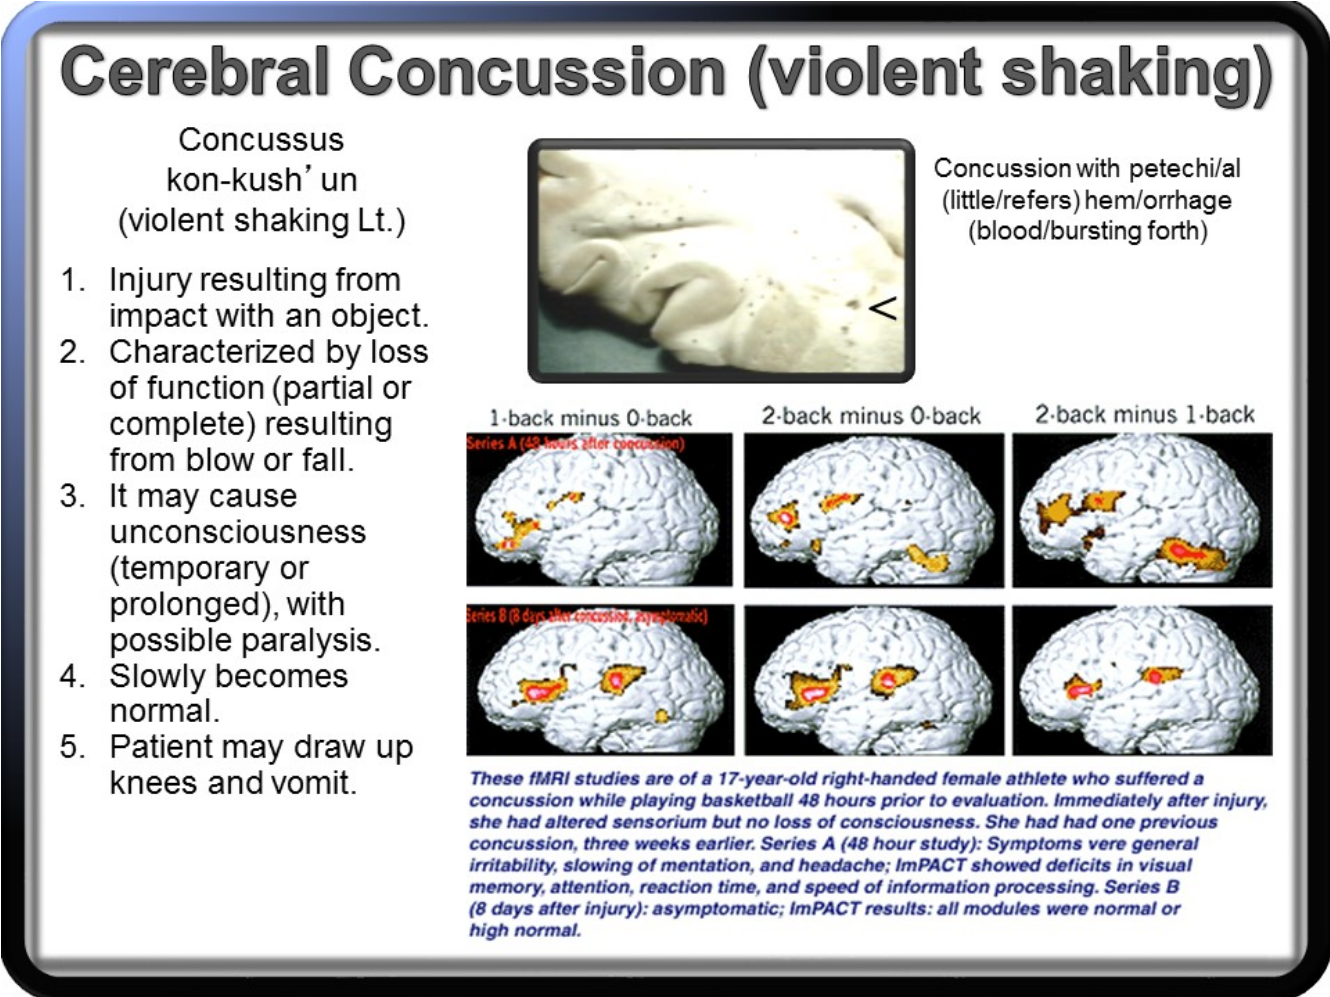 Cerebral Concussion (violent shaking)
Concussus
kon-kush’ un
(violent shaking Lt.)
1. Injury resulting from
impact with an object.
2. Characterized by loss
of function (partial or
complete) resulting
from blow or fall.
3. It may cause
unconsciousness
(temporary or
prolonged), with
possible paralysis.
4. Slowly becomes
normal.
5. Patient may draw up
knees and vomit.
<
Concussion with petechi/al
(little/refers) hem/orrhage
(blood/bursting forth)
1-back minus 0-back
2-back minus 0-back
2-back minus 1-back
Series A (48 hours after concussion)
Series B (8 days after concussion, asymptomatic)
These fMRI studies are of a 17-year-old right-handed female athlete who suffered a
concussion while playing basketball 48 hours prior to evaluation. Immediately after injury,
she had altered sensorium but no loss of consciousness. She had had one previous
concussion, three weeks earlier. Series A (48 hour study): Symptoms vere general
irritability, slowing of mentation, and headache; ImPACT showed deficits in visual
memory, attention, reaction time, and speed of information processing. Series B
(8 days after injury): asymptomatic; ImPACT results: all modules were normal or
high normal.